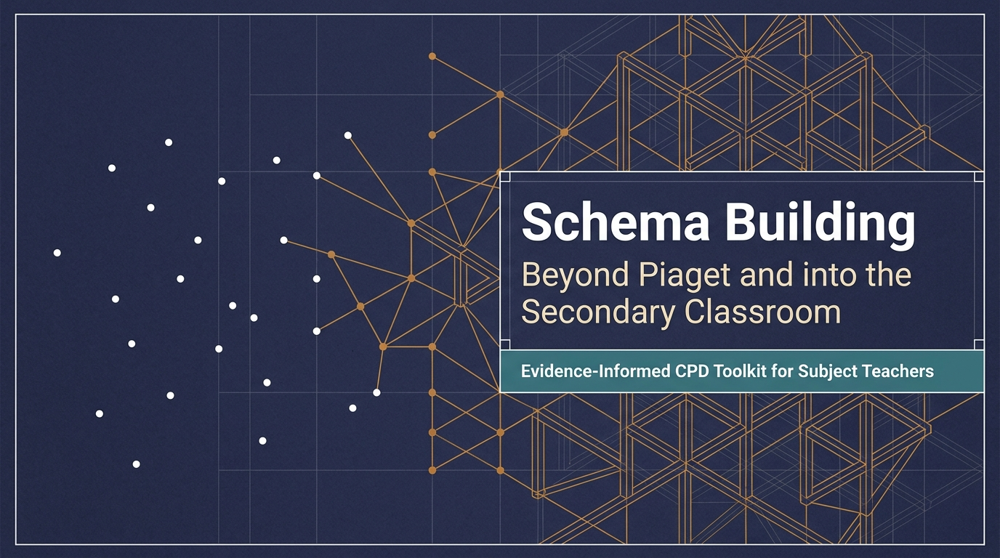 Schema Building
Beyond Piaget and into the
Secondary Classroom
Evidence-Informed CPD Toolkit for Subject Teachers